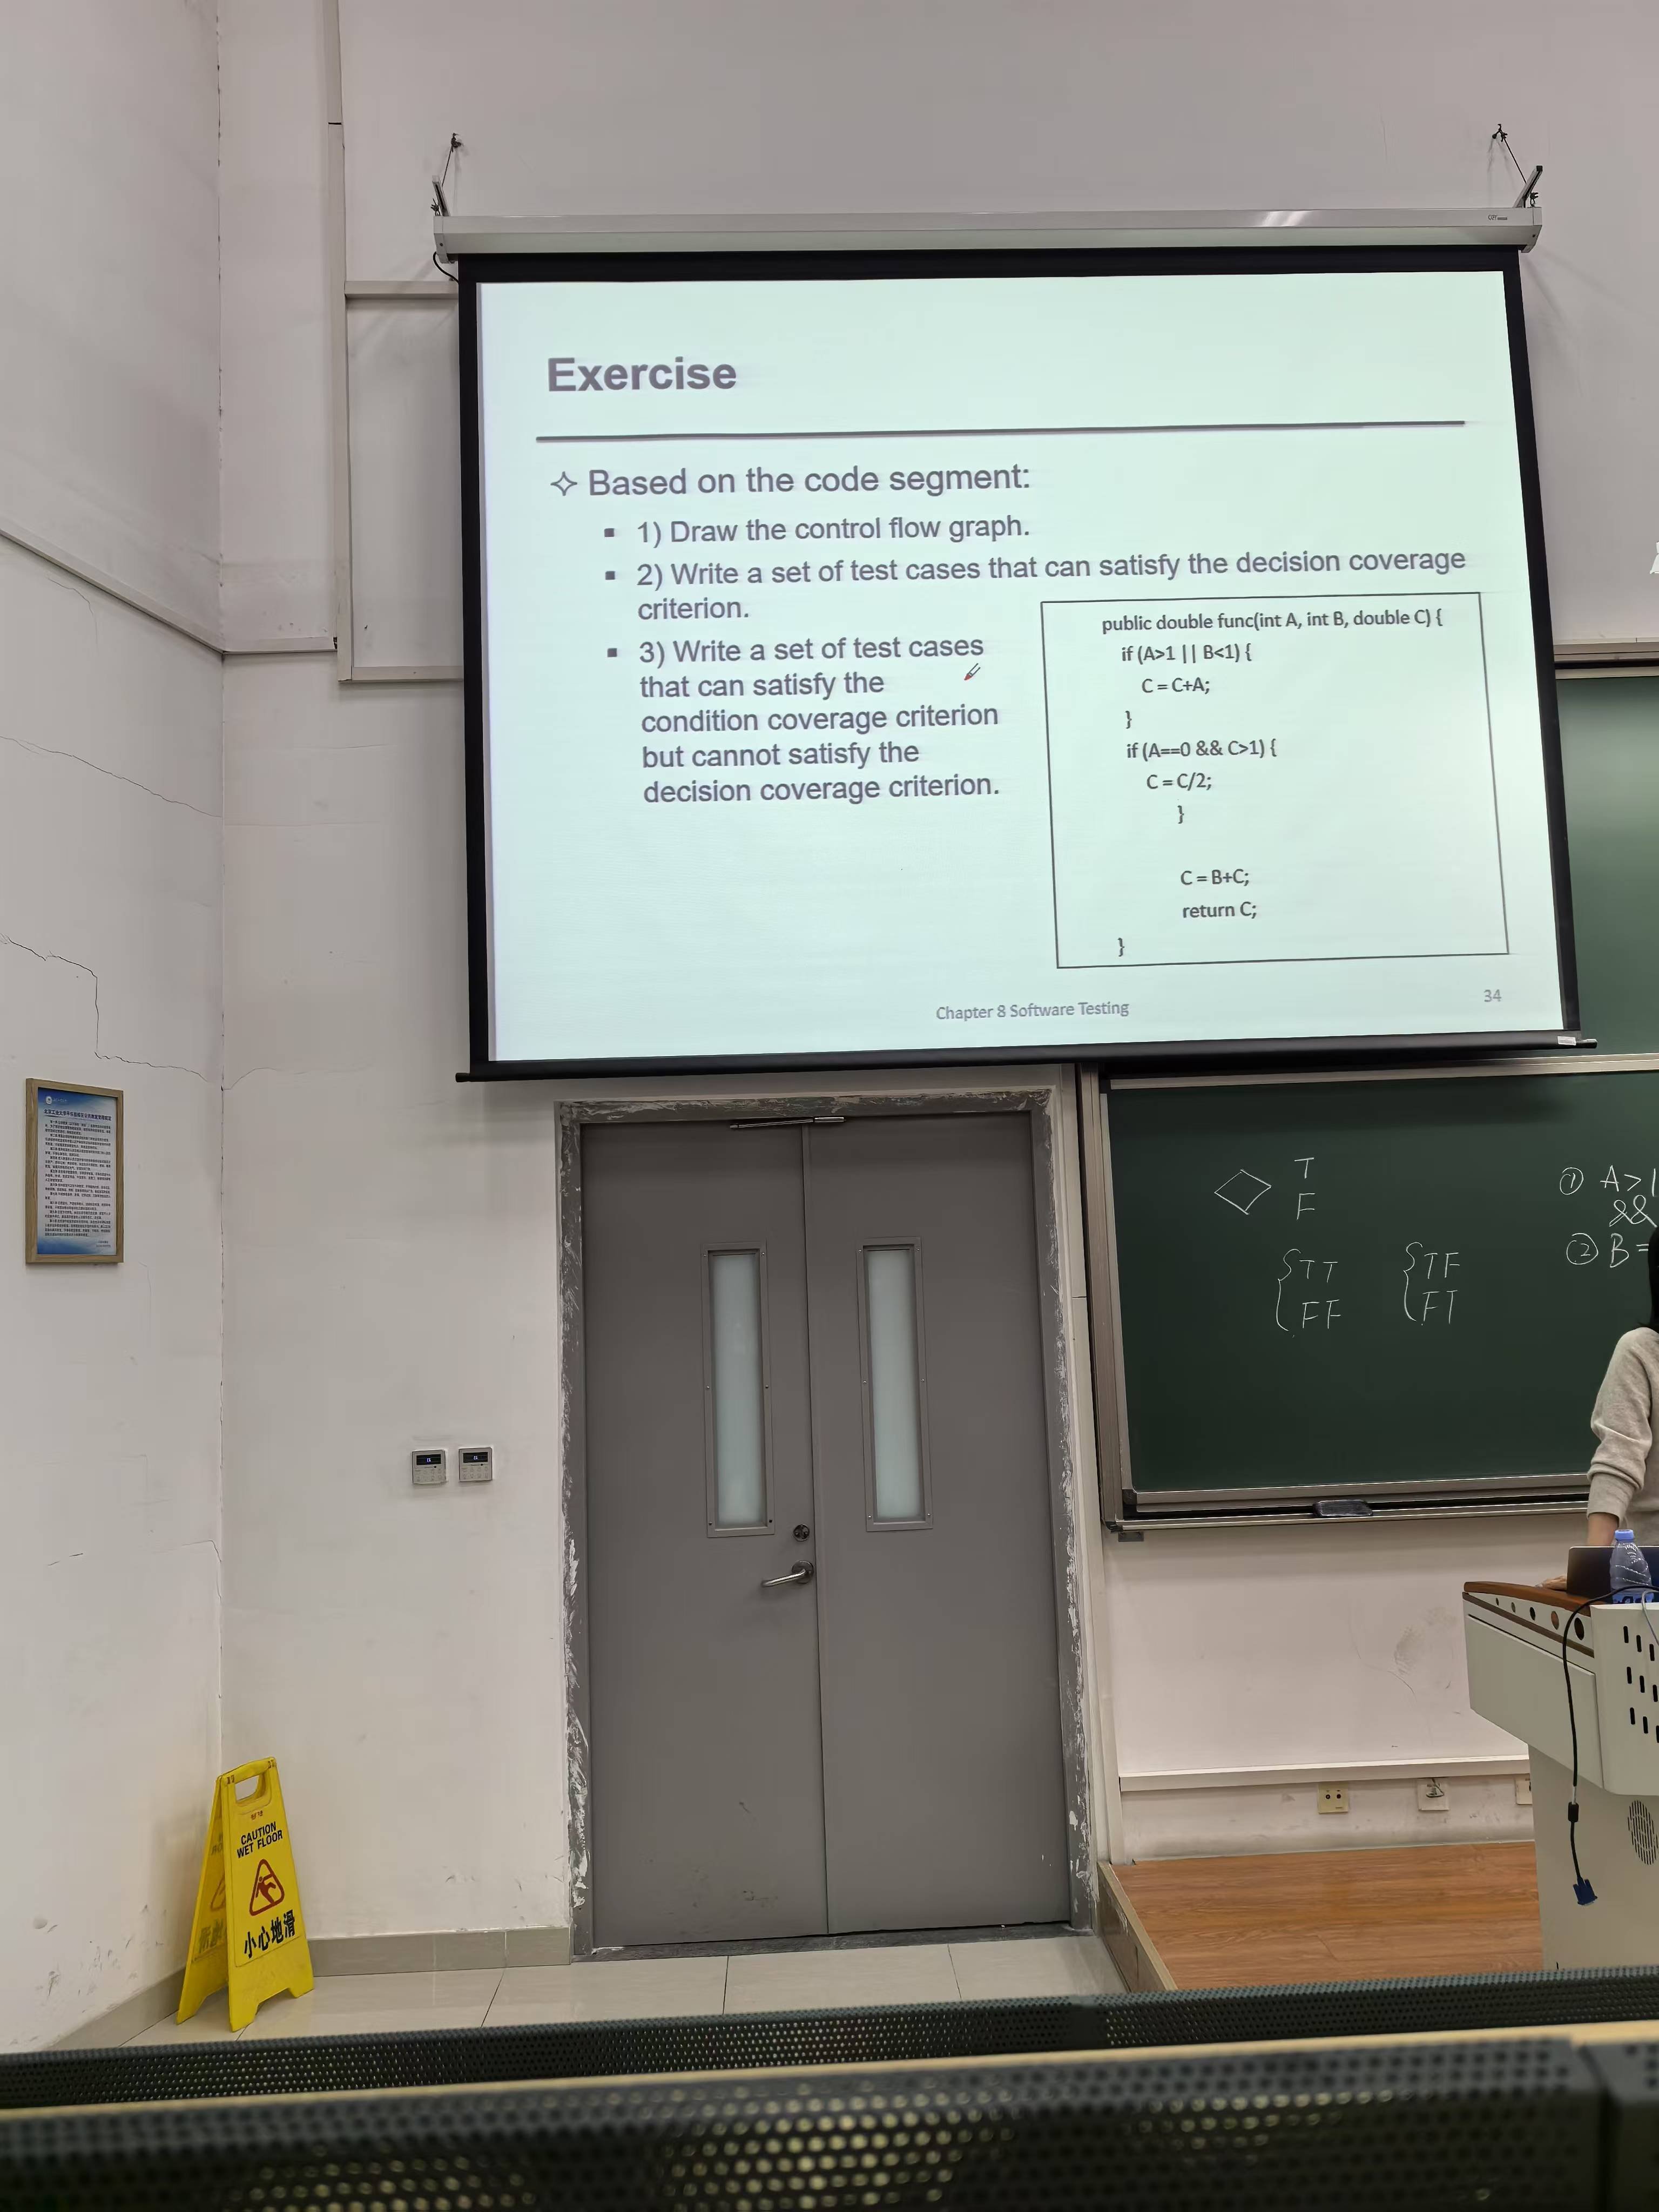 Exercise
Based on the code segment:
1) Draw the control flow graph.
2) Write a set of test cases that can satisfy the decision coverage
criterion.
3) Write a set of test cases
that can satisfy the
condition coverage criterion
but cannot satisfy the
decision coverage criterion.
public double func(int A, int B, double C) {
if (A>1 || B<1) {
C = C+A;
}
if (A==0 && C>1) {
C = C/2;
}
C = B+C;
return C;
}
Chapter 8 Software Testing
34
T
F
TT
FF
TF
FT
① A>1
&&
② B=
CAUTION
WET FLOOR
小心地滑